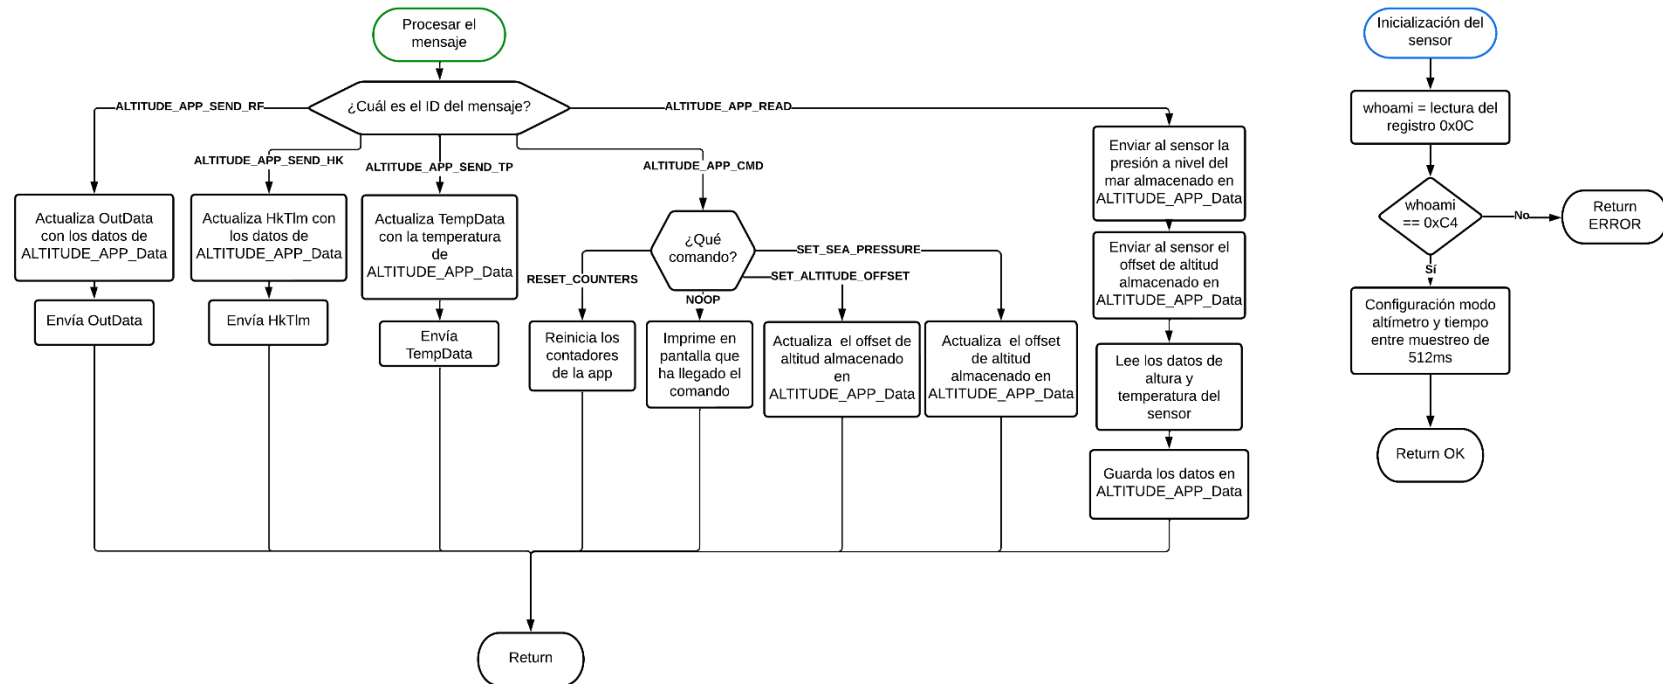 Procesar el
mensaje
¿Cuál es el ID del mensaje?
ALTITUDE_APP_SEND_RF
ALTITUDE_APP_READ
ALTITUDE_APP_SEND_HK
ALTITUDE_APP_SEND_TP
ALTITUDE_APP_CMD
Actualiza OutData
con los datos de
ALTITUDE_APP_Data
Envía OutData
Actualiza HkTlm con
los datos de
ALTITUDE_APP_Data
Envía HkTlm
Actualiza TempData
con la temperatura
de
ALTITUDE_APP_Data
Envía
TempData
¿Qué
comando?
RESET_COUNTERS
NOOP
SET_SEA_PRESSURE
SET_ALTITUDE_OFFSET
Reinicia los
contadores
de la app
Imprime en
pantalla que
ha llegado el
comando
Actualiza el offset de
altitud almacenado
en
ALTITUDE_APP_Data
Actualiza el offset
de altitud
almacenado en
ALTITUDE_APP_Data
Enviar al sensor la
presión a nivel del
mar almacenado en
ALTITUDE_APP_Data
Enviar al sensor el
offset de altitud
almacenado en
ALTITUDE_APP_Data
Lee los datos de
altura y
temperatura del
sensor
Guarda los datos en
ALTITUDE_APP_Data
Return
Inicialización del
sensor
whoami = lectura del
registro 0x0C
whoami
== 0xC4
No
Return
ERROR
Sí
Configuración modo
altímetro y tiempo
entre muestreo de
512ms
Return OK